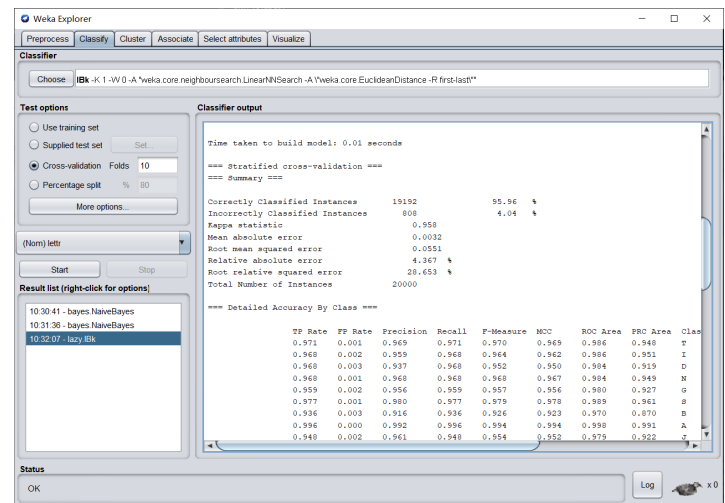 Weka Explorer
Preprocess Classify Cluster Associate Select attributes Visualize
Classifier
Choose IBk -K 1 -W 0 -A "weka.core.neighboursearch.LinearNNSearch -A \"weka.core.EuclideanDistance -R first-last\""
Test options
Use training set
Supplied test set Set...
Cross-validation Folds 10
Percentage split % 80
More options...
(Nom) lettr
Start Stop
Result list (right-click for options)
10:30:41 - bayes.NaiveBayes
10:31:36 - bayes.NaiveBayes
10:32:07 - lazy.IBk
Classifier output
Time taken to build model: 0.01 seconds
=== Stratified cross-validation ===
=== Summary ===
Correctly Classified Instances 19192 95.96 %
Incorrectly Classified Instances 808 4.04 %
Kappa statistic 0.958
Mean absolute error 0.0032
Root mean squared error 0.0551
Relative absolute error 4.367 %
Root relative squared error 28.653 %
Total Number of Instances 20000
=== Detailed Accuracy By Class ===
TP Rate FP Rate Precision Recall F-Measure MCC ROC Area PRC Area Clas
0.971 0.001 0.969 0.971 0.970 0.969 0.986 0.948 T
0.968 0.002 0.959 0.968 0.964 0.962 0.986 0.951 I
0.968 0.003 0.937 0.968 0.952 0.950 0.984 0.919 D
0.968 0.001 0.968 0.968 0.968 0.967 0.984 0.949 N
0.959 0.002 0.956 0.959 0.957 0.956 0.980 0.927 G
0.977 0.001 0.980 0.977 0.979 0.978 0.989 0.961 S
0.936 0.003 0.916 0.936 0.926 0.923 0.970 0.870 B
0.996 0.000 0.992 0.996 0.994 0.994 0.998 0.991 A
0.948 0.002 0.961 0.948 0.954 0.952 0.979 0.922 J
Status
OK
Log x 0